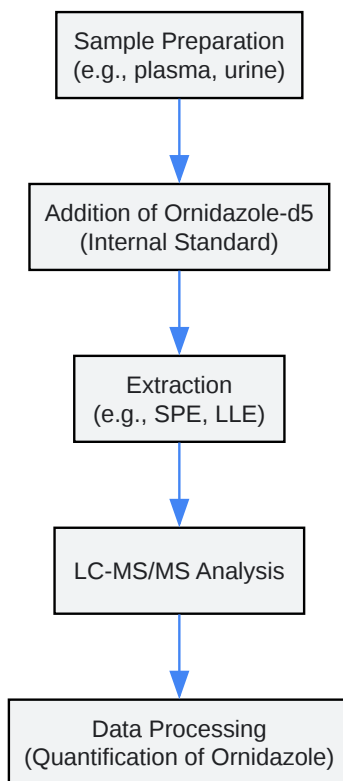 Sample Preparation
(e.g., plasma, urine)
Addition of Ornidazole-d5
(Internal Standard)
Extraction
(e.g., SPE, LLE)
LC-MS/MS Analysis
Data Processing
(Quantification of Ornidazole)